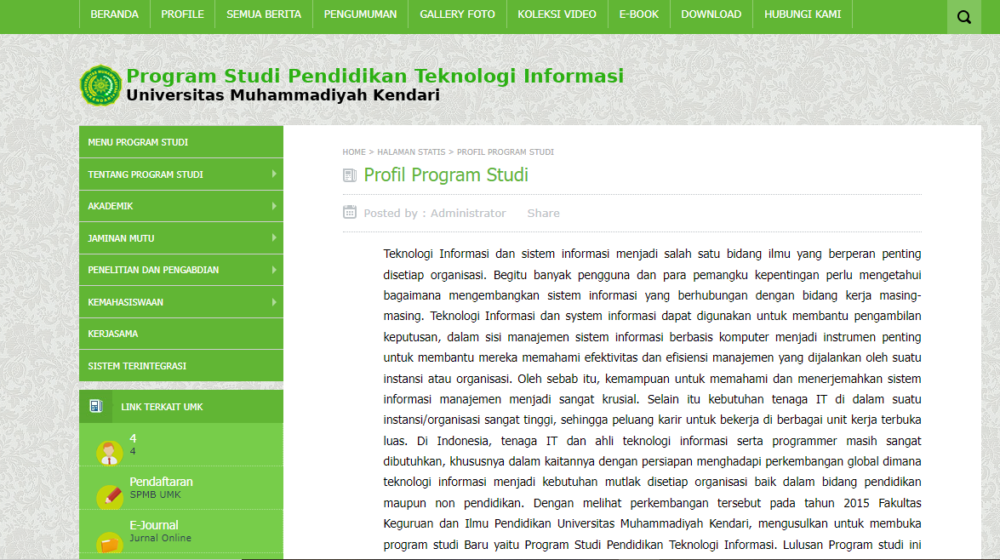 BERANDA PROFILE SEMUA BERITA PENGUMUMAN GALLERY FOTO KOLEKSI VIDEO E-BOOK DOWNLOAD HUBUNGI KAMI
Program Studi Pendidikan Teknologi Informasi
Universitas Muhammadiyah Kendari
MENU PROGRAM STUDI
TENTANG PROGRAM STUDI
AKADEMIK
JAMINAN MUTU
PENELITIAN DAN PENGABDIAN
KEMAHASISWAAN
KERJASAMA
SISTEM TERINTEGRASI
LINK TERKAIT UMK
4
4
Pendaftaran
SPMB UMK
E-Journal
Jurnal Online
HOME > HALAMAN STATIS > PROFIL PROGRAM STUDI
Profil Program Studi
Posted by : Administrator Share
Teknologi Informasi dan sistem informasi menjadi salah satu bidang ilmu yang berperan penting
disetiap organisasi. Begitu banyak pengguna dan para pemangku kepentingan perlu mengetahui
bagaimana mengembangkan sistem informasi yang berhubungan dengan bidang kerja masing-
masing. Teknologi Informasi dan system informasi dapat digunakan untuk membantu pengambilan
keputusan, dalam sisi manajemen sistem informasi berbasis komputer menjadi instrumen penting
untuk membantu mereka memahami efektivitas dan efisiensi manajemen yang dijalankan oleh suatu
instansi atau organisasi. Oleh sebab itu, kemampuan untuk memahami dan menerjemahkan sistem
informasi manajemen menjadi sangat krusial. Selain itu kebutuhan tenaga IT di dalam suatu
instansi/organisasi sangat tinggi, sehingga peluang karir untuk bekerja di berbagai unit kerja terbuka
luas. Di Indonesia, tenaga IT dan ahli teknologi informasi serta programmer masih sangat
dibutuhkan, khususnya dalam kaitannya dengan persiapan menghadapi perkembangan global dimana
teknologi informasi menjadi kebutuhan mutlak disetiap organisasi baik dalam bidang pendidikan
maupun non pendidikan. Dengan melihat perkembangan tersebut pada tahun 2015 Fakultas
Keguruan dan Ilmu Pendidikan Universitas Muhammadiyah Kendari, mengusulkan untuk membuka
program studi Baru yaitu Program Studi Pendidikan Teknologi Informasi. Lulusan Program studi ini